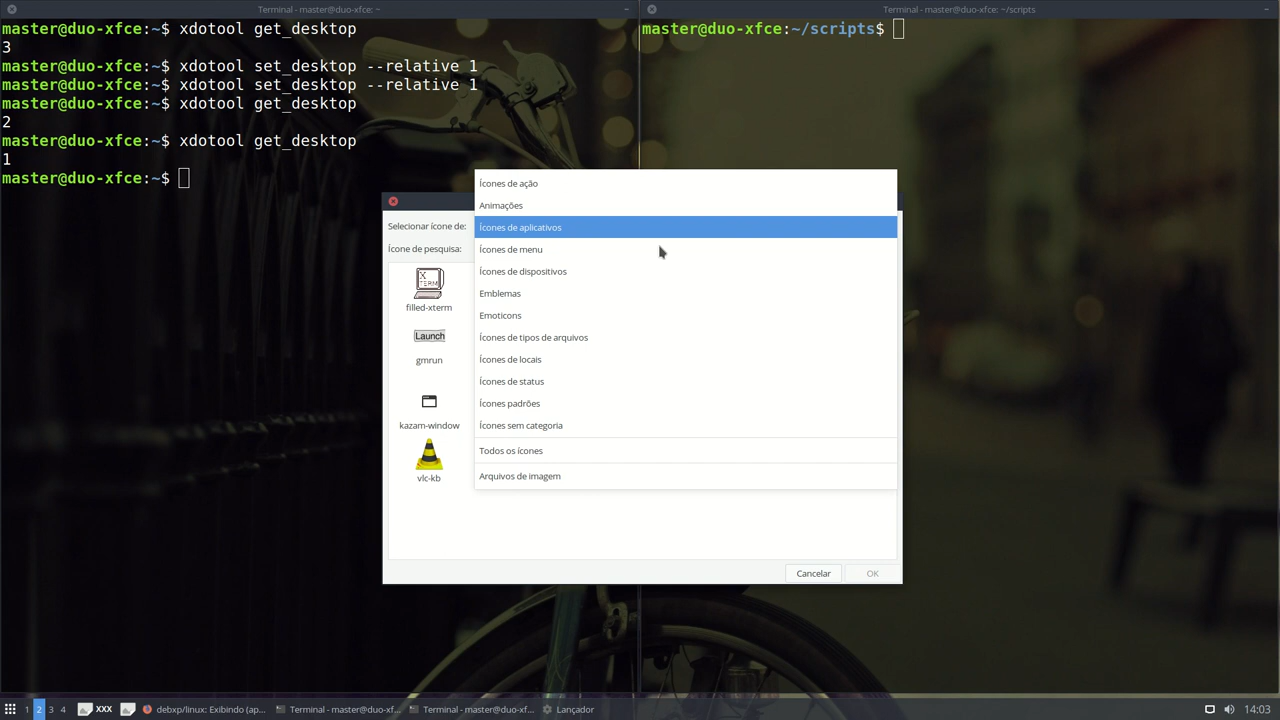 Terminal - master@duo-xfce: ~
Terminal - master@duo-xfce: ~/scripts
master@duo-xfce:~$ xdotool get_desktop
3
master@duo-xfce:~$ xdotool set_desktop --relative 1
master@duo-xfce:~$ xdotool set_desktop --relative 1
master@duo-xfce:~$ xdotool get_desktop
2
master@duo-xfce:~$ xdotool get_desktop
1
master@duo-xfce:~$
master@duo-xfce:~/scripts$
Selecionar ícone de:
Ícone de pesquisa:
X TERM
filled-xterm
Launch
gmrun
kazam-window
vlc-kb
Ícones de ação
Animações
Ícones de aplicativos
Ícones de menu
Ícones de dispositivos
Emblemas
Emoticons
Ícones de tipos de arquivos
Ícones de locais
Ícones de status
Ícones padrões
Ícones sem categoria
Todos os ícones
Arquivos de imagem
Cancelar
OK
1 2 3 4 XXX debxp/linux: Exibindo (ap... Terminal - master@duo-xf... Terminal - master@duo-xf... Lançador 14:03